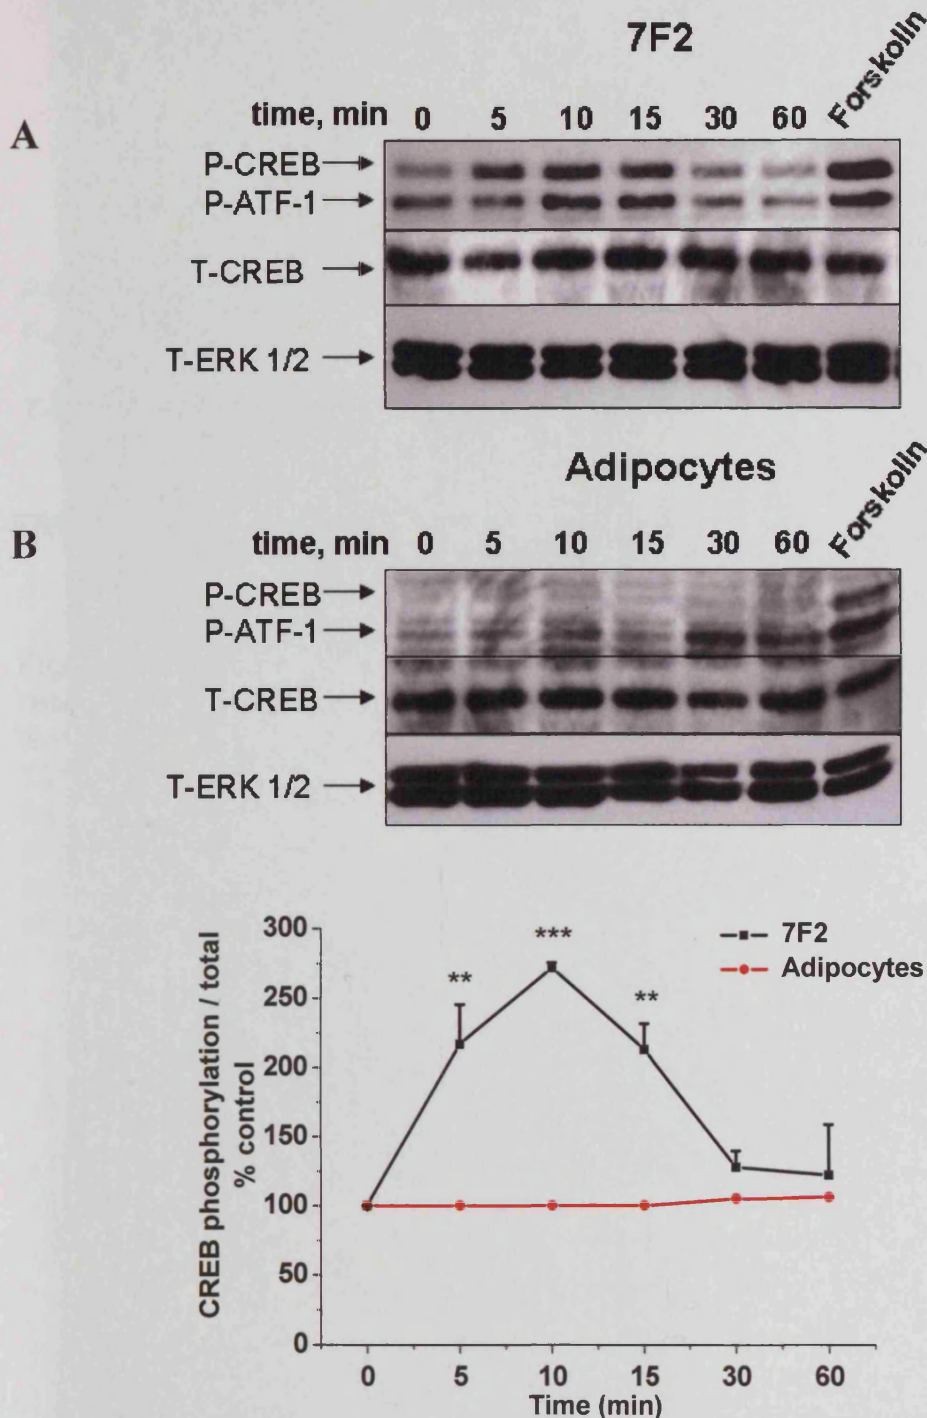 7F2
A
time, min 0 5 10 15 30 60 Forskolin
P-CREB
P-ATF-1
T-CREB
T-ERK 1/2
Adipocytes
B
time, min 0 5 10 15 30 60 Forskolin
P-CREB
P-ATF-1
T-CREB
T-ERK 1/2
CREB phosphorylation / total
% control
300
250
200
150
100
50
0
** *** **
7F2
Adipocytes
0 5 10 15 30 60
Time (min)